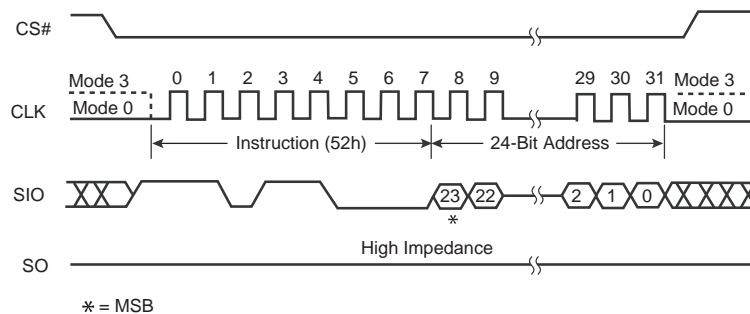 CS#
Mode 3 0 1 2 3 4 5 6 7 8 9 29 30 31 Mode 3
CLK Mode 0 Mode 0
Instruction (52h) 24-Bit Address
SIO 23 22 2 1 0
*
High Impedance
SO
* = MSB